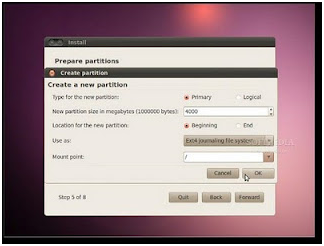 Install
Prepare partitions
Create partition
Create a new partition
Type for the new partition: Primary Logical
New partition size in megabytes (1000000 bytes): 4000
Location for the new partition: Beginning End
Use as: Ext4 journaling file system
Mount point: /
Cancel OK
Step 5 of 8 Quit Back Forward